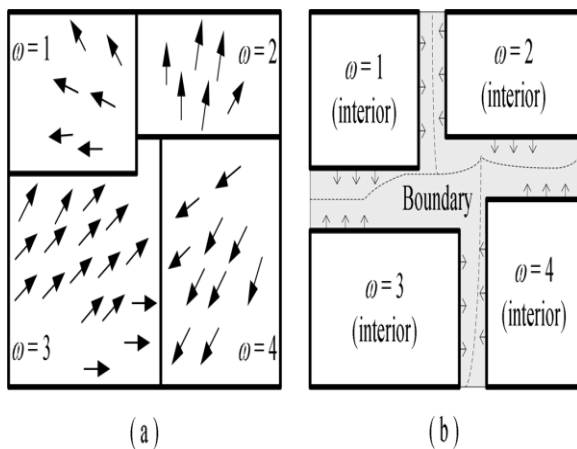 ω=1
ω=2
ω=3
ω=4
(a)
ω=1
(interior)
ω=2
(interior)
Boundary
ω=3
(interior)
ω=4
(interior)
(b)